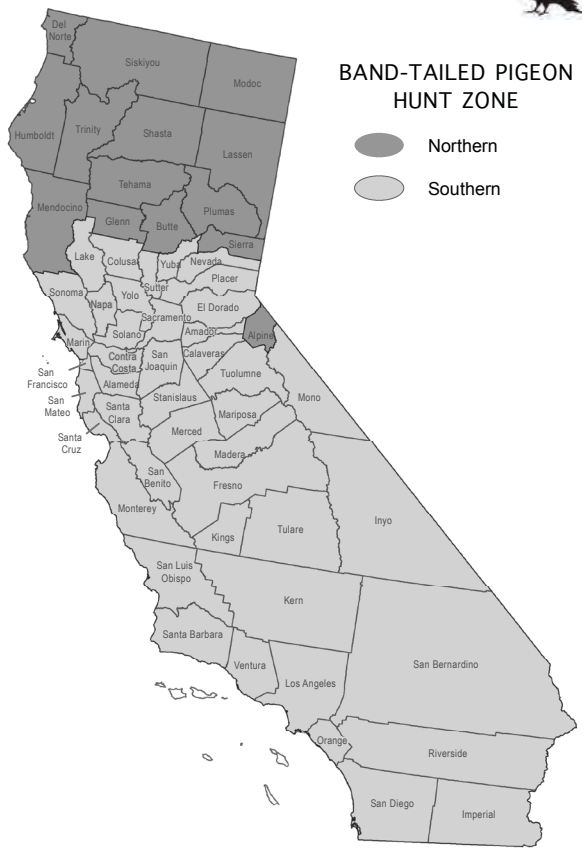 BAND-TAILED PIGEON
HUNT ZONE
Northern
Southern
Del
Norte
Siskiyou
Modoc
Humboldt
Trinity
Shasta
Lassen
Tehama
Mendocino
Plumas
Glenn
Butte
Sierra
Lake
Colusa
Yuba
Nevada
Placer
Sutter
Sonoma
Napa
Yolo
El Dorado
Sacramento
Solano
Amador
Alpine
Marin
Calaveras
Contra
Costa
San
Joaquin
San
Francisco
Alameda
Tuolumne
Mono
San
Mateo
Stanislaus
Santa
Clara
Mariposa
Merced
Santa
Cruz
Madera
San
Benito
Fresno
Monterey
Inyo
Kings
Tulare
San Luis
Obispo
Kern
Santa Barbara
San Bernardino
Ventura
Los Angeles
Orange
Riverside
San Diego
Imperial